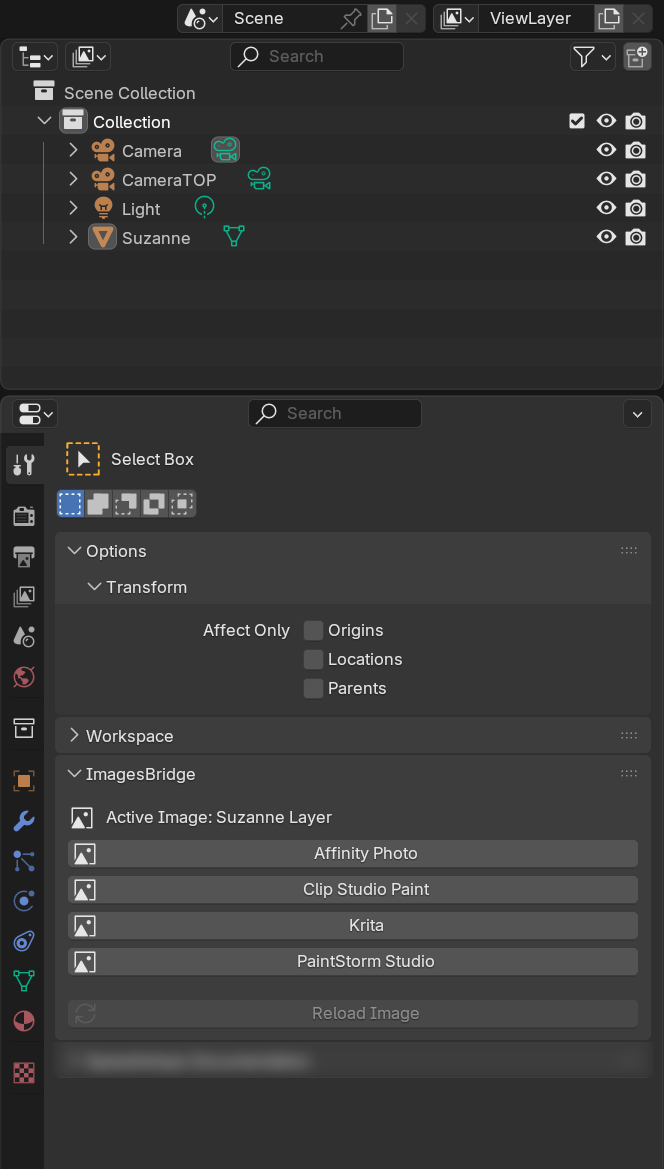 Scene
ViewLayer
Search
Scene Collection
Collection
Camera
CameraTOP
Light
Suzanne
Search
Select Box
Options
Transform
Affect Only
Origins
Locations
Parents
Workspace
ImagesBridge
Active Image: Suzanne Layer
Affinity Photo
Clip Studio Paint
Krita
PaintStorm Studio
Reload Image